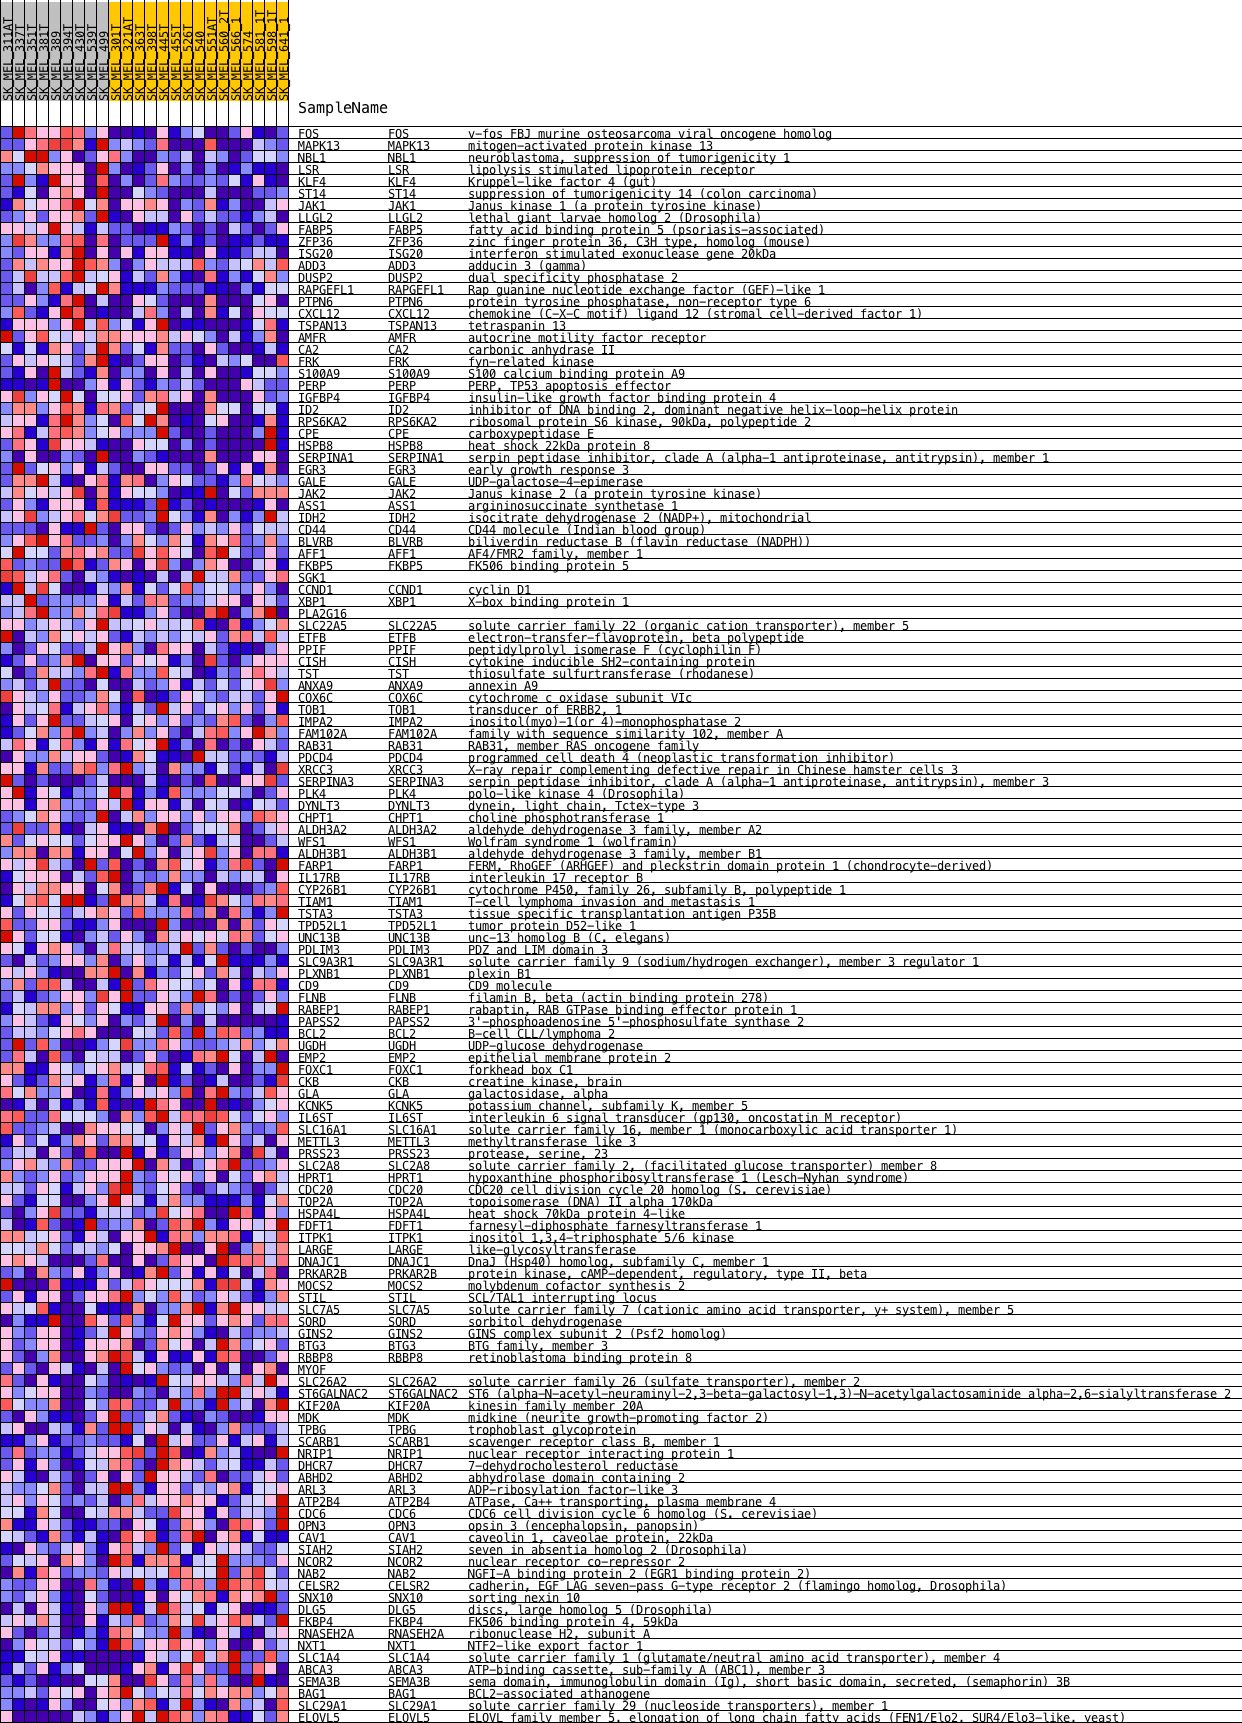 SK_MEL_311AT
SK_MEL_337T
SK_MEL_351T
SK_MEL_381T
SK_MEL_389
SK_MEL_394T
SK_MEL_430T
SK_MEL_539T
SK_MEL_499
SK_MEL_301T
SK_MEL_321AT
SK_MEL_363T
SK_MEL_398T
SK_MEL_445T
SK_MEL_455T
SK_MEL_526T
SK_MEL_540
SK_MEL_551AT
SK_MEL_560_2T
SK_MEL_566_1
SK_MEL_574
SK_MEL_581_1T
SK_MEL_598_1T
SK_MEL_641_1
SampleName
FOS FOS v-fos FBJ murine osteosarcoma viral oncogene homolog
MAPK13 MAPK13 mitogen-activated protein kinase 13
NBL1 NBL1 neuroblastoma, suppression of tumorigenicity 1
LSR LSR lipolysis stimulated lipoprotein receptor
KLF4 KLF4 Kruppel-like factor 4 (gut)
ST14 ST14 suppression of tumorigenicity 14 (colon carcinoma)
JAK1 JAK1 Janus kinase 1 (a protein tyrosine kinase)
LLGL2 LLGL2 lethal giant larvae homolog 2 (Drosophila)
FABP5 FABP5 fatty acid binding protein 5 (psoriasis-associated)
ZFP36 ZFP36 zinc finger protein 36, C3H type, homolog (mouse)
ISG20 ISG20 interferon stimulated exonuclease gene 20kDa
ADD3 ADD3 adducin 3 (gamma)
DUSP2 DUSP2 dual specificity phosphatase 2
RAPGEFL1 RAPGEFL1 Rap guanine nucleotide exchange factor (GEF)-like 1
PTPN6 PTPN6 protein tyrosine phosphatase, non-receptor type 6
CXCL12 CXCL12 chemokine (C-X-C motif) ligand 12 (stromal cell-derived factor 1)
TSPAN13 TSPAN13 tetraspanin 13
AMFR AMFR autocrine motility factor receptor
CA2 CA2 carbonic anhydrase II
FRK FRK fyn-related kinase
S100A9 S100A9 S100 calcium binding protein A9
PERP PERP PERP, TP53 apoptosis effector
IGFBP4 IGFBP4 insulin-like growth factor binding protein 4
ID2 ID2 inhibitor of DNA binding 2, dominant negative helix-loop-helix protein
RPS6KA2 RPS6KA2 ribosomal protein S6 kinase, 90kDa, polypeptide 2
CPE CPE carboxypeptidase E
HSPB8 HSPB8 heat shock 22kDa protein 8
SERPINA1 SERPINA1 serpin peptidase inhibitor, clade A (alpha-1 antiproteinase, antitrypsin), member 1
EGR3 EGR3 early growth response 3
GALE GALE UDP-galactose-4-epimerase
JAK2 JAK2 Janus kinase 2 (a protein tyrosine kinase)
ASS1 ASS1 argininosuccinate synthetase 1
IDH2 IDH2 isocitrate dehydrogenase 2 (NADP+), mitochondrial
CD44 CD44 CD44 molecule (Indian blood group)
BLVRB BLVRB biliverdin reductase B (flavin reductase (NADPH))
AFF1 AFF1 AF4/FMR2 family, member 1
FKBP5 FKBP5 FK506 binding protein 5
SGK1
CCND1 CCND1 cyclin D1
XBP1 XBP1 X-box binding protein 1
PLA2G16
SLC22A5 SLC22A5 solute carrier family 22 (organic cation transporter), member 5
ETFB ETFB electron-transfer-flavoprotein, beta polypeptide
PPIF PPIF peptidylprolyl isomerase F (cyclophilin F)
CISH CISH cytokine inducible SH2-containing protein
TST TST thiosulfate sulfurtransferase (rhodanese)
ANXA9 ANXA9 annexin A9
COX6C COX6C cytochrome c oxidase subunit VIc
TOB1 TOB1 transducer of ERBB2, 1
IMPA2 IMPA2 inositol(myo)-1(or 4)-monophosphatase 2
FAM102A FAM102A family with sequence similarity 102, member A
RAB31 RAB31 RAB31, member RAS oncogene family
PDCD4 PDCD4 programmed cell death 4 (neoplastic transformation inhibitor)
XRCC3 XRCC3 X-ray repair complementing defective repair in Chinese hamster cells 3
SERPINA3 SERPINA3 serpin peptidase inhibitor, clade A (alpha-1 antiproteinase, antitrypsin), member 3
PLK4 PLK4 polo-like kinase 4 (Drosophila)
DYNLT3 DYNLT3 dynein, light chain, Tctex-type 3
CHPT1 CHPT1 choline phosphotransferase 1
ALDH3A2 ALDH3A2 aldehyde dehydrogenase 3 family, member A2
WFS1 WFS1 Wolfram syndrome 1 (wolframin)
ALDH3B1 ALDH3B1 aldehyde dehydrogenase 3 family, member B1
FARP1 FARP1 FERM, RhoGEF (ARHGEF) and pleckstrin domain protein 1 (chondrocyte-derived)
IL17RB IL17RB interleukin 17 receptor B
CYP26B1 CYP26B1 cytochrome P450, family 26, subfamily B, polypeptide 1
TIAM1 TIAM1 T-cell lymphoma invasion and metastasis 1
TSTA3 TSTA3 tissue specific transplantation antigen P35B
TPD52L1 TPD52L1 tumor protein D52-like 1
UNC13B UNC13B unc-13 homolog B (C. elegans)
PDLIM3 PDLIM3 PDZ and LIM domain 3
SLC9A3R1 SLC9A3R1 solute carrier family 9 (sodium/hydrogen exchanger), member 3 regulator 1
PLXNB1 PLXNB1 plexin B1
CD9 CD9 CD9 molecule
FLNB FLNB filamin B, beta (actin binding protein 278)
RABEP1 RABEP1 rabaptin, RAB GTPase binding effector protein 1
PAPSS2 PAPSS2 3'-phosphoadenosine 5'-phosphosulfate synthase 2
BCL2 BCL2 B-cell CLL/lymphoma 2
UGDH UGDH UDP-glucose dehydrogenase
EMP2 EMP2 epithelial membrane protein 2
FOXC1 FOXC1 forkhead box C1
CKB CKB creatine kinase, brain
GLA GLA galactosidase, alpha
KCNK5 KCNK5 potassium channel, subfamily K, member 5
IL6ST IL6ST interleukin 6 signal transducer (gp130, oncostatin M receptor)
SLC16A1 SLC16A1 solute carrier family 16, member 1 (monocarboxylic acid transporter 1)
METTL3 METTL3 methyltransferase like 3
PRSS23 PRSS23 protease, serine, 23
SLC2A8 SLC2A8 solute carrier family 2, (facilitated glucose transporter) member 8
HPRT1 HPRT1 hypoxanthine phosphoribosyltransferase 1 (Lesch-Nyhan syndrome)
CDC20 CDC20 CDC20 cell division cycle 20 homolog (S. cerevisiae)
TOP2A TOP2A topoisomerase (DNA) II alpha 170kDa
HSPA4L HSPA4L heat shock 70kDa protein 4-like
FDFT1 FDFT1 farnesyl-diphosphate farnesyltransferase 1
ITPK1 ITPK1 inositol 1,3,4-triphosphate 5/6 kinase
LARGE LARGE like-glycosyltransferase
DNAJC1 DNAJC1 DnaJ (Hsp40) homolog, subfamily C, member 1
PRKAR2B PRKAR2B protein kinase, cAMP-dependent, regulatory, type II, beta
MOCS2 MOCS2 molybdenum cofactor synthesis 2
STIL STIL SCL/TAL1 interrupting locus
SLC7A5 SLC7A5 solute carrier family 7 (cationic amino acid transporter, y+ system), member 5
SORD SORD sorbitol dehydrogenase
GINS2 GINS2 GINS complex subunit 2 (Psf2 homolog)
BTG3 BTG3 BTG family, member 3
RBBP8 RBBP8 retinoblastoma binding protein 8
MYOF
SLC26A2 SLC26A2 solute carrier family 26 (sulfate transporter), member 2
ST6GALNAC2 ST6GALNAC2 ST6 (alpha-N-acetyl-neuraminyl-2,3-beta-galactosyl-1,3)-N-acetylgalactosaminide alpha-2,6-sialyltransferase 2
KIF20A KIF20A kinesin family member 20A
MDK MDK midkine (neurite growth-promoting factor 2)
TPBG TPBG trophoblast glycoprotein
SCARB1 SCARB1 scavenger receptor class B, member 1
NRIP1 NRIP1 nuclear receptor interacting protein 1
DHCR7 DHCR7 7-dehydrocholesterol reductase
ABHD2 ABHD2 abhydrolase domain containing 2
ARL3 ARL3 ADP-ribosylation factor-like 3
ATP2B4 ATP2B4 ATPase, Ca++ transporting, plasma membrane 4
CDC6 CDC6 CDC6 cell division cycle 6 homolog (S. cerevisiae)
OPN3 OPN3 opsin 3 (encephalopsin, panopsin)
CAV1 CAV1 caveolin 1, caveolae protein, 22kDa
SIAH2 SIAH2 seven in absentia homolog 2 (Drosophila)
NCOR2 NCOR2 nuclear receptor co-repressor 2
NAB2 NAB2 NGFI-A binding protein 2 (EGR1 binding protein 2)
CELSR2 CELSR2 cadherin, EGF LAG seven-pass G-type receptor 2 (flamingo homolog, Drosophila)
SNX10 SNX10 sorting nexin 10
DLG5 DLG5 discs, large homolog 5 (Drosophila)
FKBP4 FKBP4 FK506 binding protein 4, 59kDa
RNASEH2A RNASEH2A ribonuclease H2, subunit A
NXT1 NXT1 NTF2-like export factor 1
SLC1A4 SLC1A4 solute carrier family 1 (glutamate/neutral amino acid transporter), member 4
ABCA3 ABCA3 ATP-binding cassette, sub-family A (ABC1), member 3
SEMA3B SEMA3B sema domain, immunoglobulin domain (Ig), short basic domain, secreted, (semaphorin) 3B
BAG1 BAG1 BCL2-associated athanogene
SLC29A1 SLC29A1 solute carrier family 29 (nucleoside transporters), member 1
ELOVL5 ELOVL5 ELOVL family member 5, elongation of long chain fatty acids (FEN1/Elo2, SUR4/Elo3-like, yeast)